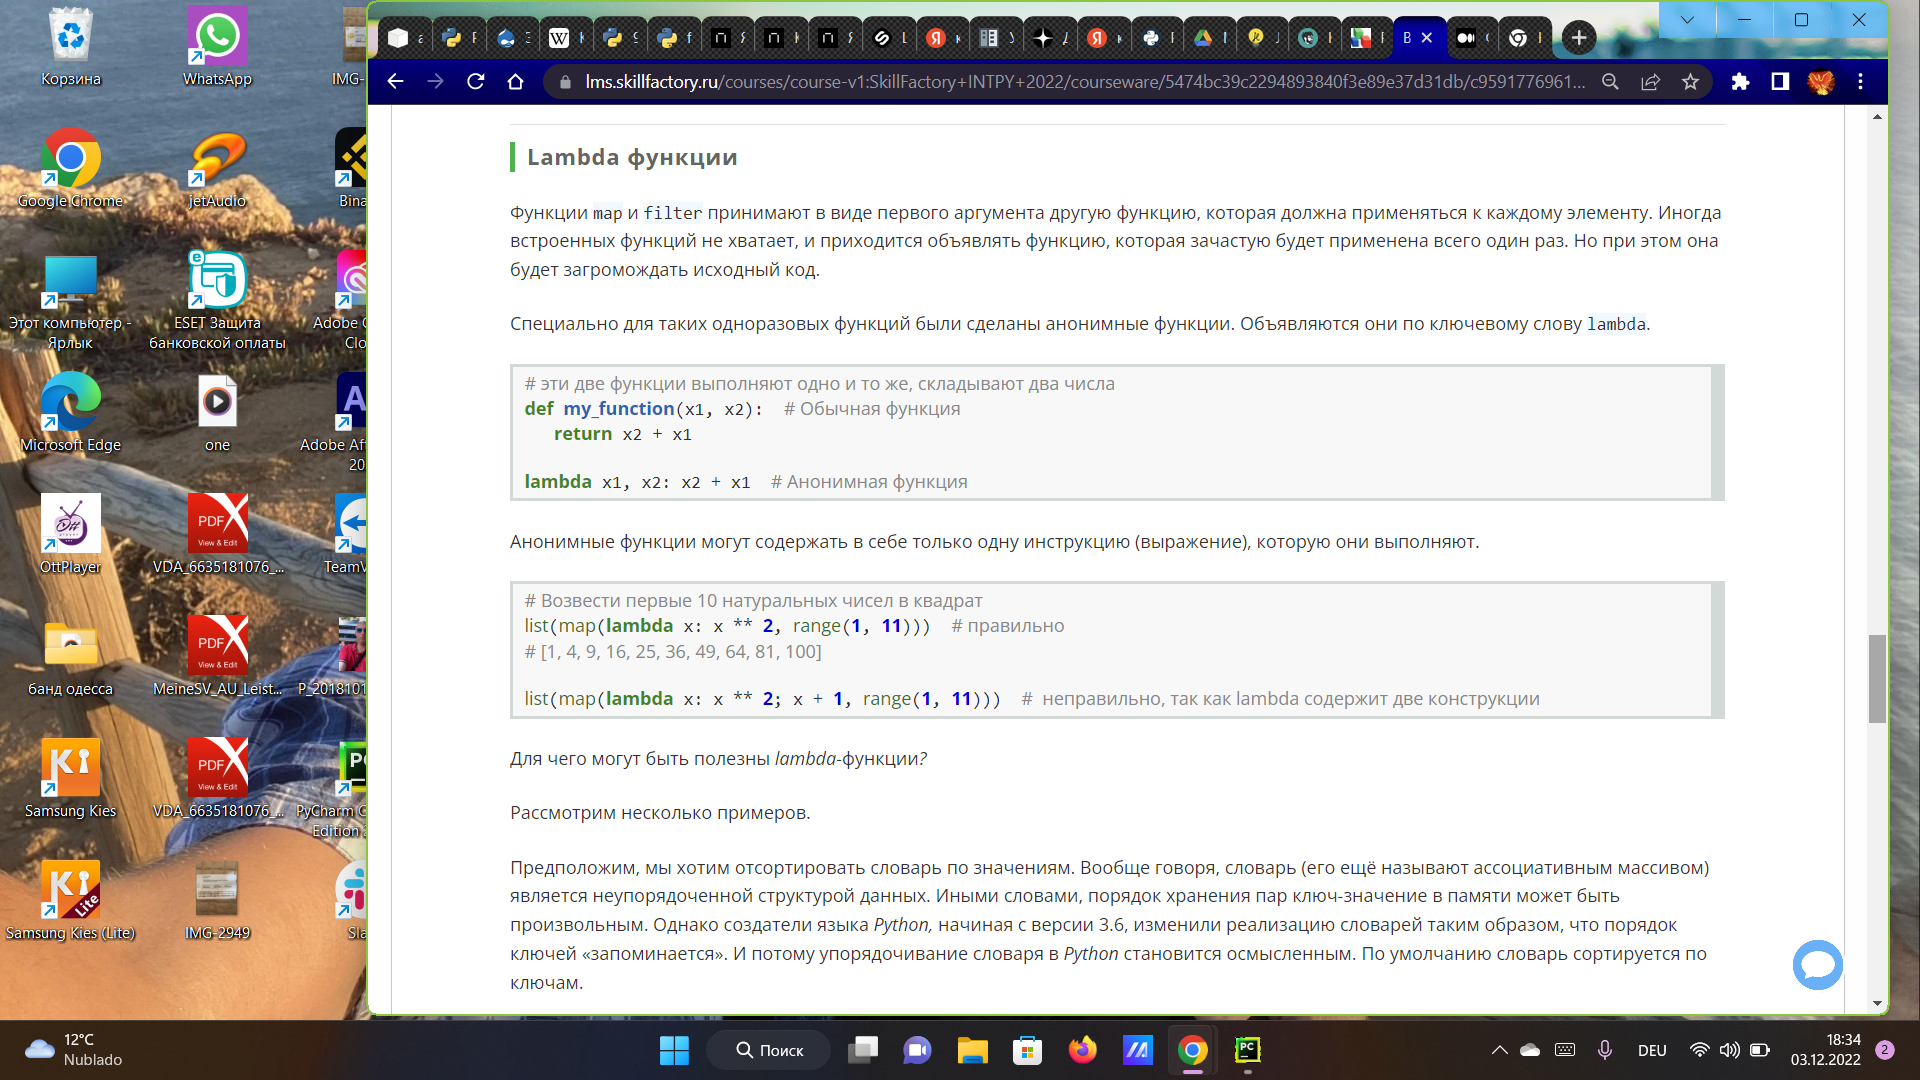 Корзина
WhatsApp
IMG-
Google Chrome
jetAudio
Bina
Этот компьютер -
Ярлык
ESET Защита
банковской оплаты
Adobe C
Clo
Microsoft Edge
one
Adobe Af
20
OttPlayer
VDA_6635181076_...
TeamV
банд одесса
MeineSV_AU_Leist...
P_2018101
Samsung Kies
VDA_6635181076_...
PyCharm C
Edition 2
Samsung Kies (Lite)
IMG-2949
Sla
lms.skillfactory.ru/courses/course-v1:SkillFactory+INTPY+2022/courseware/5474bc39c2294893840f3e89e37d31db/c9591776961...
Lambda функции
Функции map и filter принимают в виде первого аргумента другую функцию, которая должна применяться к каждому элементу. Иногда
встроенных функций не хватает, и приходится объявлять функцию, которая зачастую будет применена всего один раз. Но при этом она
будет загромождать исходный код.
Специально для таких одноразовых функций были сделаны анонимные функции. Объявляются они по ключевому слову lambda.
# эти две функции выполняют одно и то же, складывают два числа
def my_function(x1, x2): # Обычная функция
return x2 + x1
lambda x1, x2: x2 + x1 # Анонимная функция
Анонимные функции могут содержать в себе только одну инструкцию (выражение), которую они выполняют.
# Возвести первые 10 натуральных чисел в квадрат
list(map(lambda x: x ** 2, range(1, 11))) # правильно
# [1, 4, 9, 16, 25, 36, 49, 64, 81, 100]
list(map(lambda x: x ** 2; x + 1, range(1, 11))) # неправильно, так как lambda содержит две конструкции
Для чего могут быть полезны lambda-функции?
Рассмотрим несколько примеров.
Предположим, мы хотим отсортировать словарь по значениям. Вообще говоря, словарь (его ещё называют ассоциативным массивом)
является неупорядоченной структурой данных. Иными словами, порядок хранения пар ключ-значение в памяти может быть
произвольным. Однако создатели языка Python, начиная с версии 3.6, изменили реализацию словарей таким образом, что порядок
ключей «запоминается». И потому упорядочивание словаря в Python становится осмысленным. По умолчанию словарь сортируется по
ключам.
12°C
Nublado
Поиск
DEU
18:34
03.12.2022
2